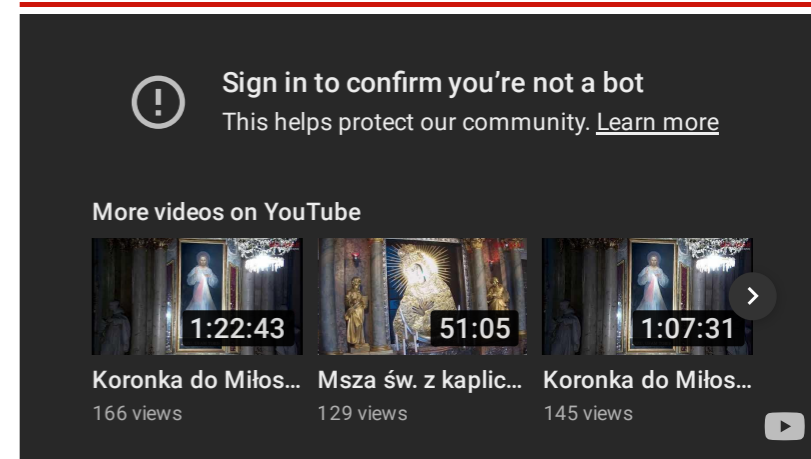 Sign in to confirm you’re not a bot
This helps protect our community. Learn more
More videos on YouTube
1:22:43
51:05
1:07:31
Koronka do Miłos...
Msza św. z kaplic...
Koronka do Miłos...
166 views
129 views
145 views